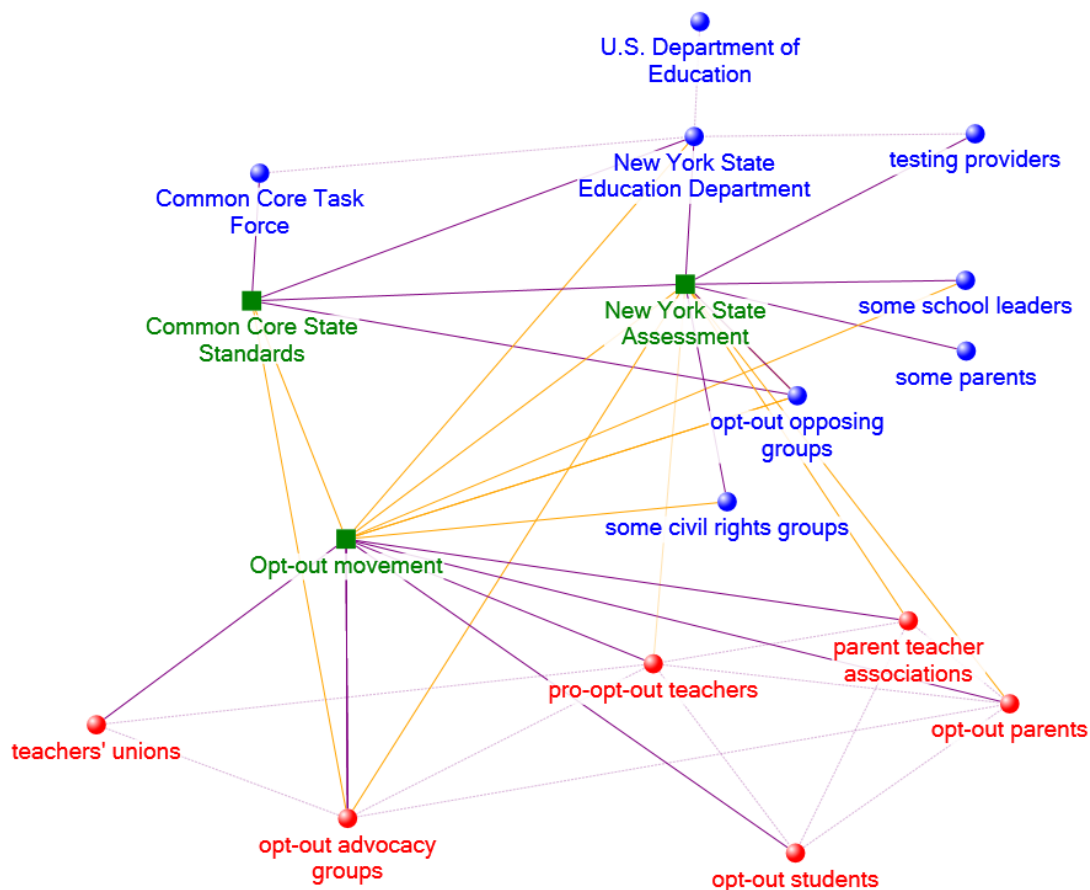 U.S. Department of
Education
New York State
Education Department
testing providers
Common Core Task
Force
some school leaders
Common Core State
Standards
New York State
Assessment
some parents
opt-out opposing
groups
some civil rights groups
Opt-out movement
parent teacher
associations
pro-opt-out teachers
opt-out parents
teachers' unions
opt-out advocacy
groups
opt-out students